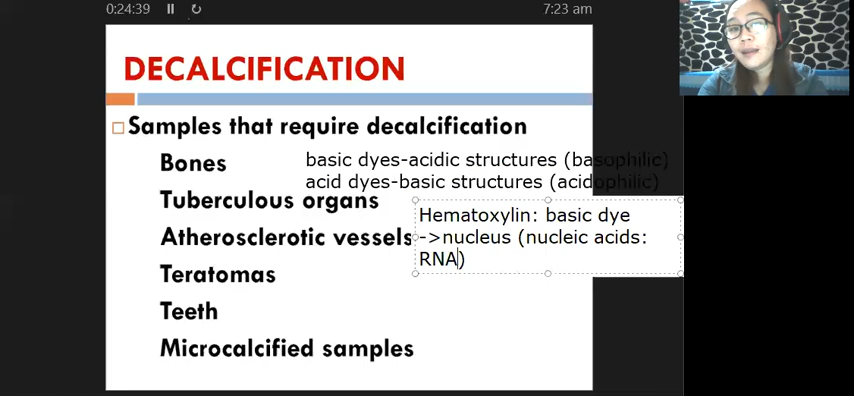 0:24:39
7:23 am
DECALCIFICATION
Samples that require decalcification
Bones
basic dyes-acidic structures (basophilic)
acid dyes-basic structures (acidophilic)
Tuberculous organs
Hematoxylin: basic dye
->nucleus (nucleic acids:
RNA)
Atherosclerotic vessels
Teratomas
Teeth
Microcalcified samples